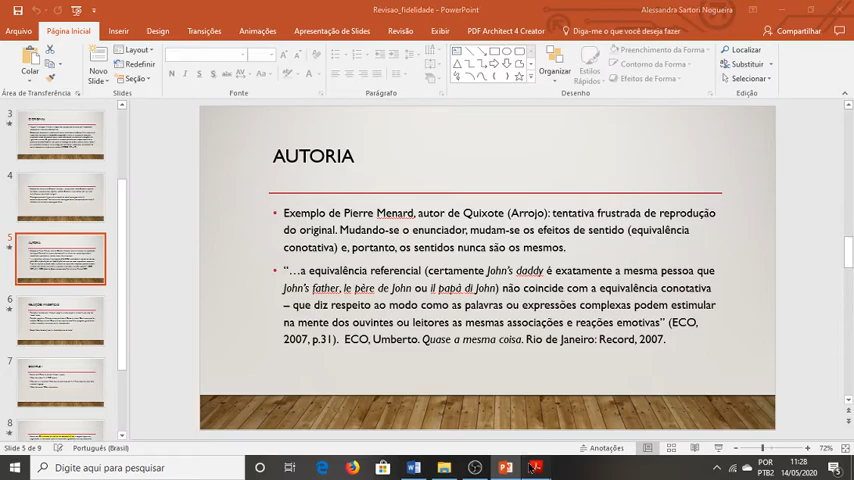 Revisao_fidelidade - PowerPoint
Alessandra Sartori Nogueira
Arquivo Página Inicial Inserir Design Transições Animações Apresentação de Slides Revisão Exibir PDF Architect 4 Creator Diga-me o que você deseja fazer Compartilhar
Colar
Novo Slide
Layout
Redefinir
Seção
N I S S abc AV Aa A
Organizar
Estilos Rápidos
Preenchimento da Forma
Contorno da Forma
Efeitos de Forma
Localizar
Substituir
Selecionar
Área de Transferência Slides Fonte Parágrafo Desenho Edição
3
4
5
6
7
8
AUTORIA
• Exemplo de Pierre Menard, autor de Quixote (Arrojo): tentativa frustrada de reprodução
do original. Mudando-se o enunciador, mudam-se os efeitos de sentido (equivalência
conotativa) e, portanto, os sentidos nunca são os mesmos.
• “…a equivalência referencial (certamente John’s daddy é exatamente a mesma pessoa que
John’s father, le père de John ou il papà di John) não coincide com a equivalência conotativa
– que diz respeito ao modo como as palavras ou expressões complexas podem estimular
na mente dos ouvintes ou leitores as mesmas associações e reações emotivas” (ECO,
2007, p.31). ECO, Umberto. Quase a mesma coisa. Rio de Janeiro: Record, 2007.
Slide 5 de 9 Português (Brasil) Anotações 72%
Digite aqui para pesquisar
POR
PTB2
11:28
14/05/2020